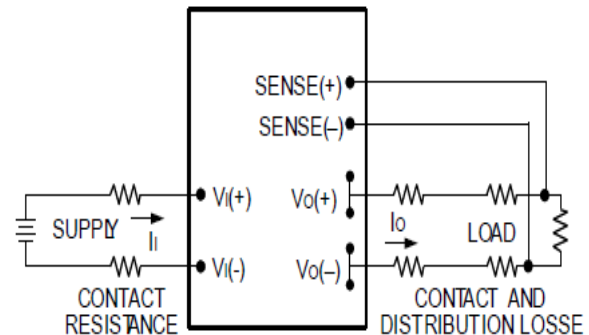 SENSE(+)
SENSE(–)
VI(+) VO(+)
SUPPLY II IO LOAD
VI(-) VO(–)
CONTACT RESISTANCE
CONTACT AND DISTRIBUTION LOSSE